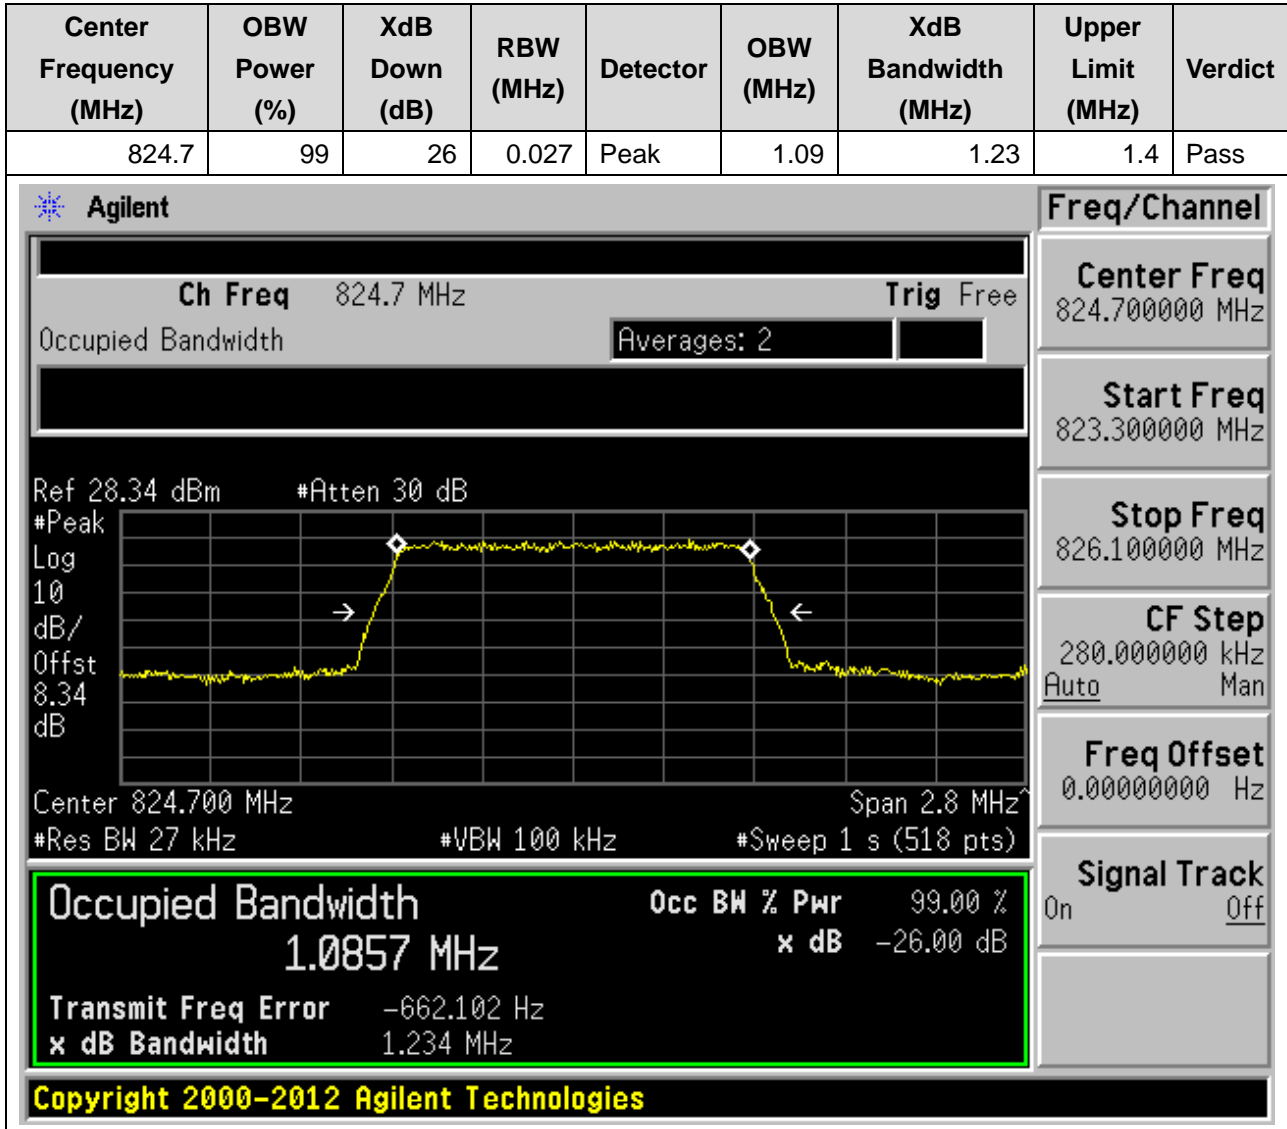 Center Frequency (MHz) OBW Power (%) XdB Down (dB) RBW (MHz) Detector OBW (MHz) XdB Bandwidth (MHz) Upper Limit (MHz) Verdict
824.7 99 26 0.027 Peak 1.09 1.23 1.4 Pass
Agilent
Freq/Channel
Ch Freq 824.7 MHz Trig Free
Occupied Bandwidth Averages: 2
Center Freq
824.700000 MHz
Start Freq
823.300000 MHz
Stop Freq
826.100000 MHz
CF Step
280.000000 kHz
Auto Man
Freq Offset
0.00000000 Hz
Signal Track
On Off
Ref 28.34 dBm #Atten 30 dB
#Peak
Log
10
dB/
Offst
8.34
dB
Center 824.700 MHz Span 2.8 MHz^
#Res BW 27 kHz #VBW 100 kHz #Sweep 1 s (518 pts)
Occupied Bandwidth
1.0857 MHz
Occ BW % Pwr 99.00 %
x dB -26.00 dB
Transmit Freq Error -662.102 Hz
x dB Bandwidth 1.234 MHz
Copyright 2000-2012 Agilent Technologies